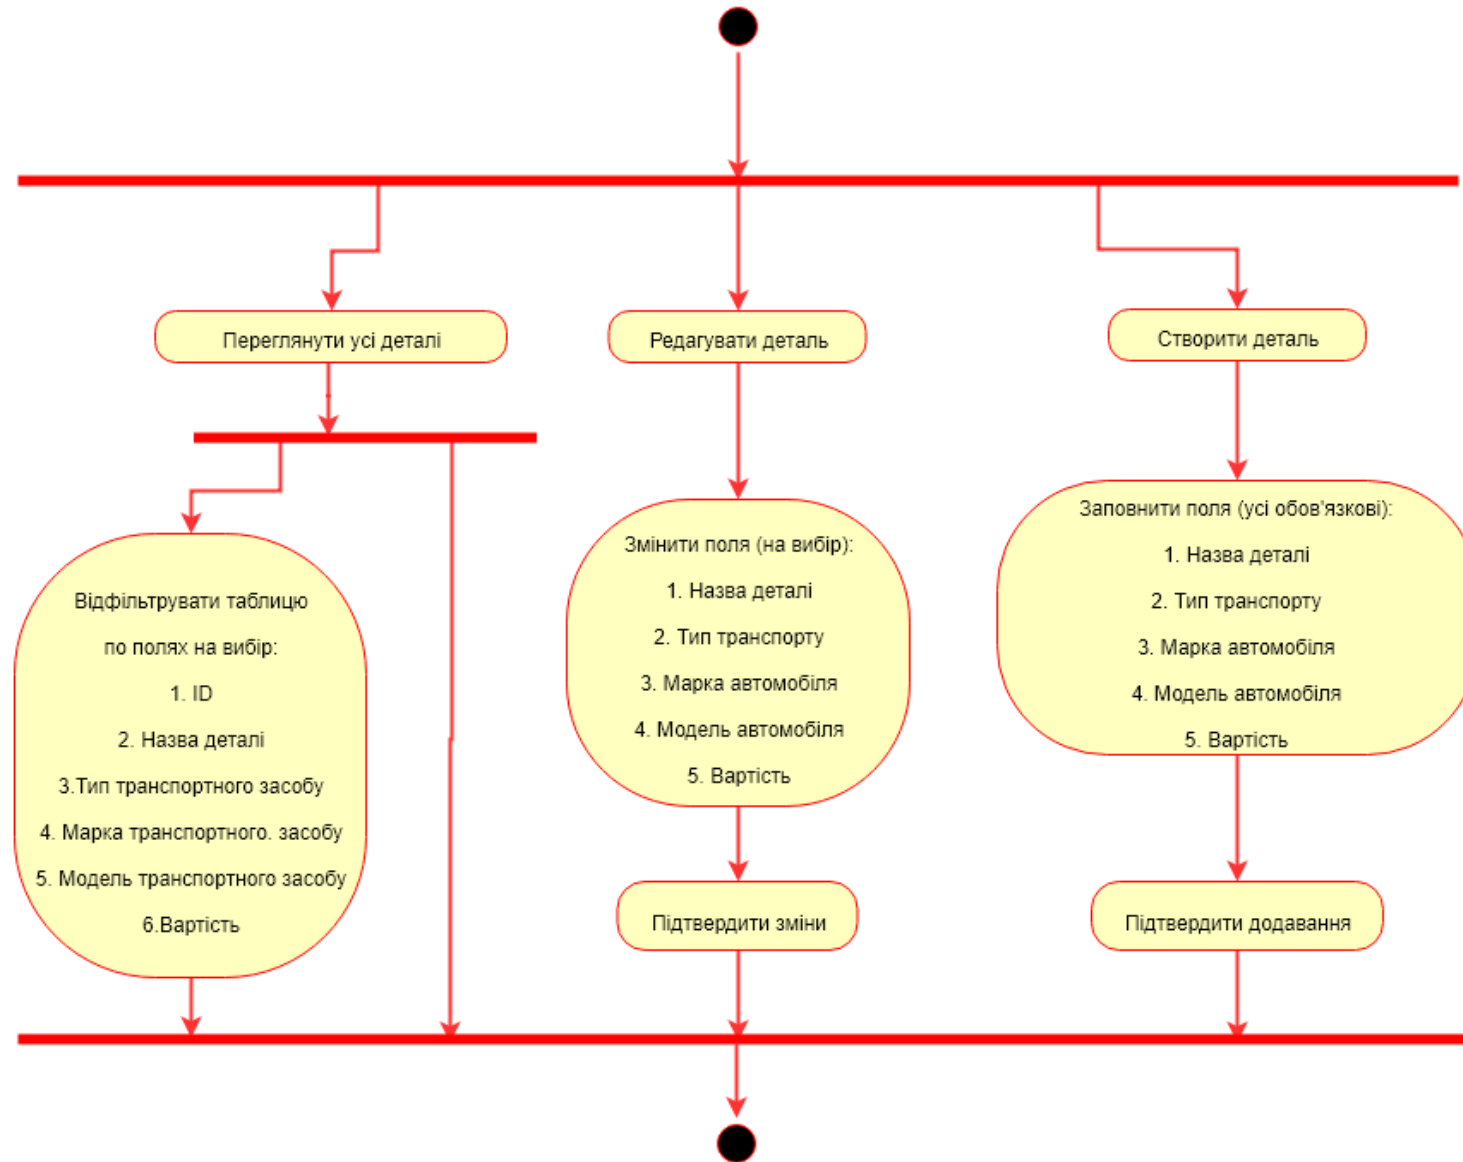 Переглянути усі деталі
Редагувати деталь
Створити деталь
Відфільтрувати таблицю
по полях на вибір:
1. ID
2. Назва деталі
3.Тип транспортного засобу
4. Марка транспортного. засобу
5. Модель транспортного засобу
6.Вартість
Змінити поля (на вибір):
1. Назва деталі
2. Тип транспорту
3. Марка автомобіля
4. Модель автомобіля
5. Вартість
Заповнити поля (усі обов'язкові):
1. Назва деталі
2. Тип транспорту
3. Марка автомобіля
4. Модель автомобіля
5. Вартість
Підтвердити зміни
Підтвердити додавання